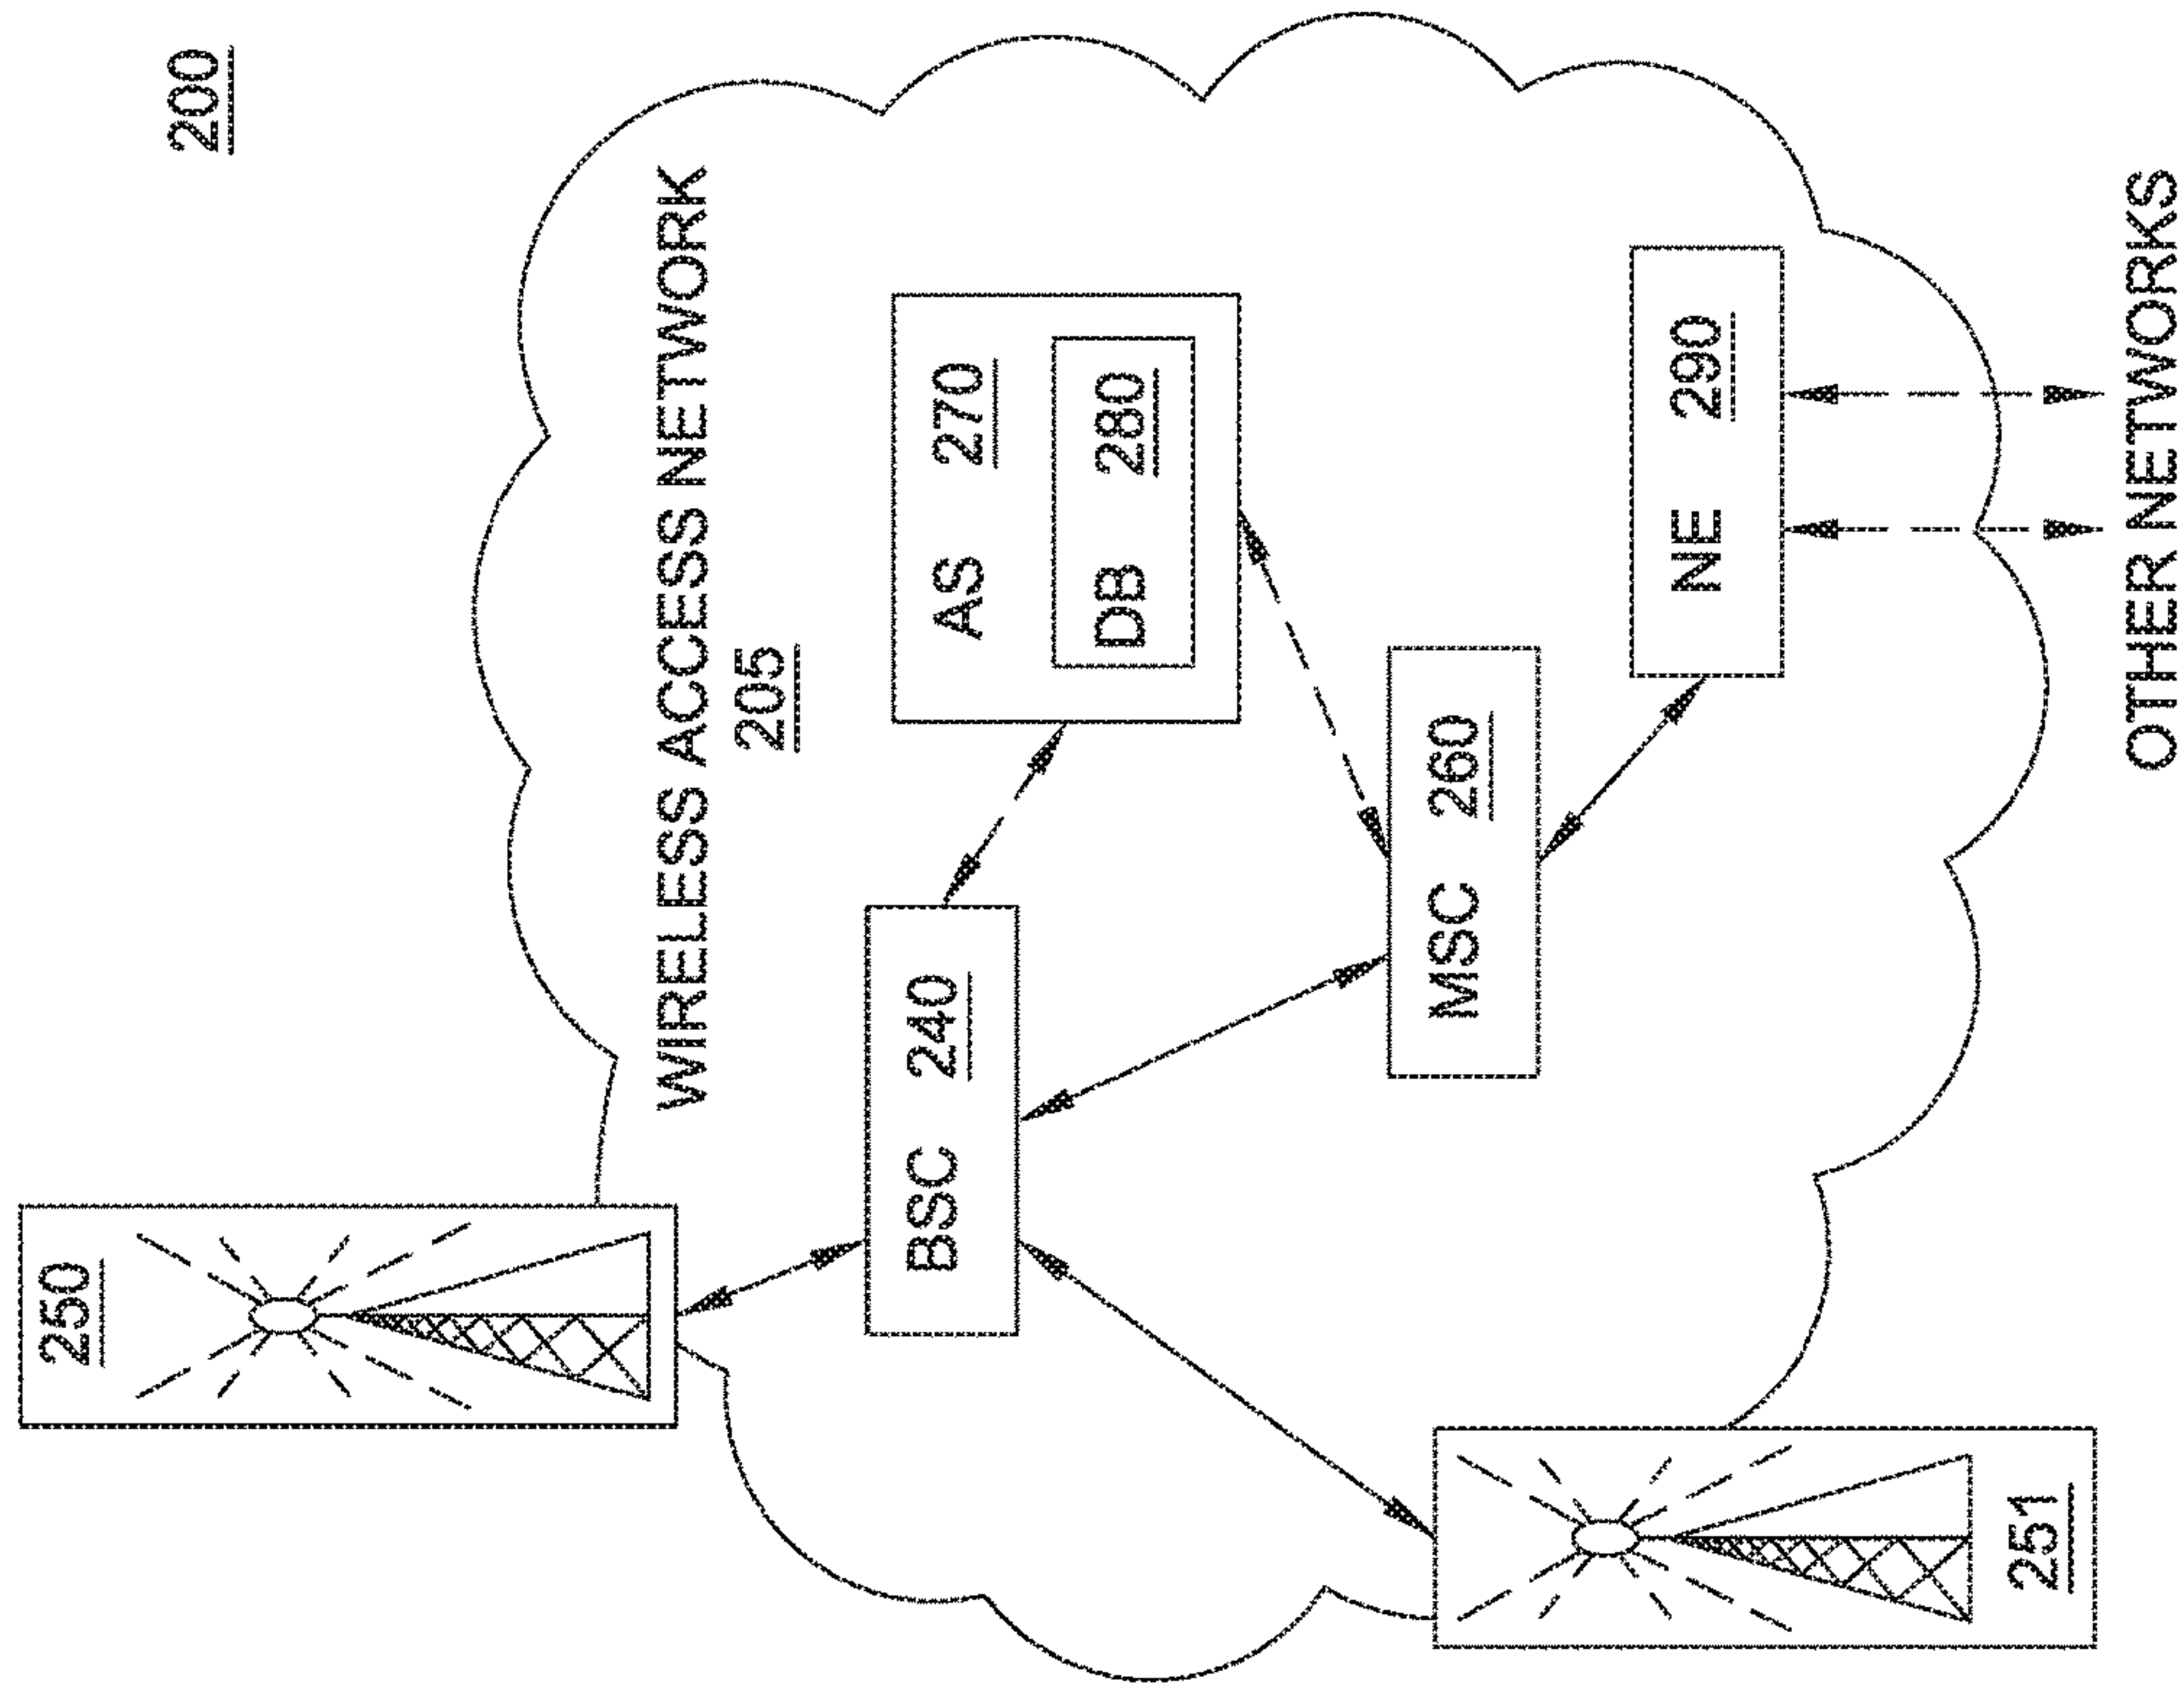 200
WIRELESS ACCESS NETWORK
205
250
BSC 240
AS 270
DB 280
MSC 260
NE 290
251
OTHER NETWORKS